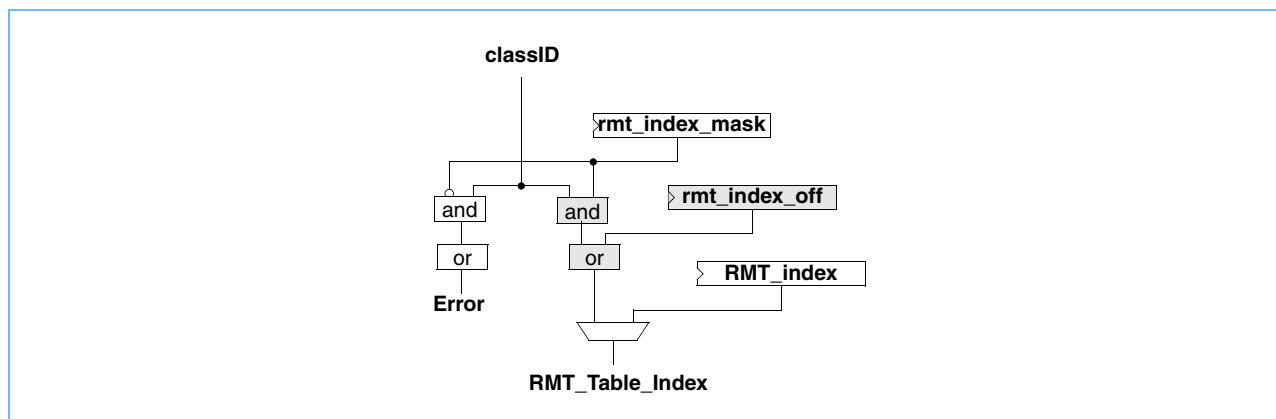 classID
rmt_index_mask
rmt_index_off
and
and
or
or
RMT_index
Error
RMT_Table_Index